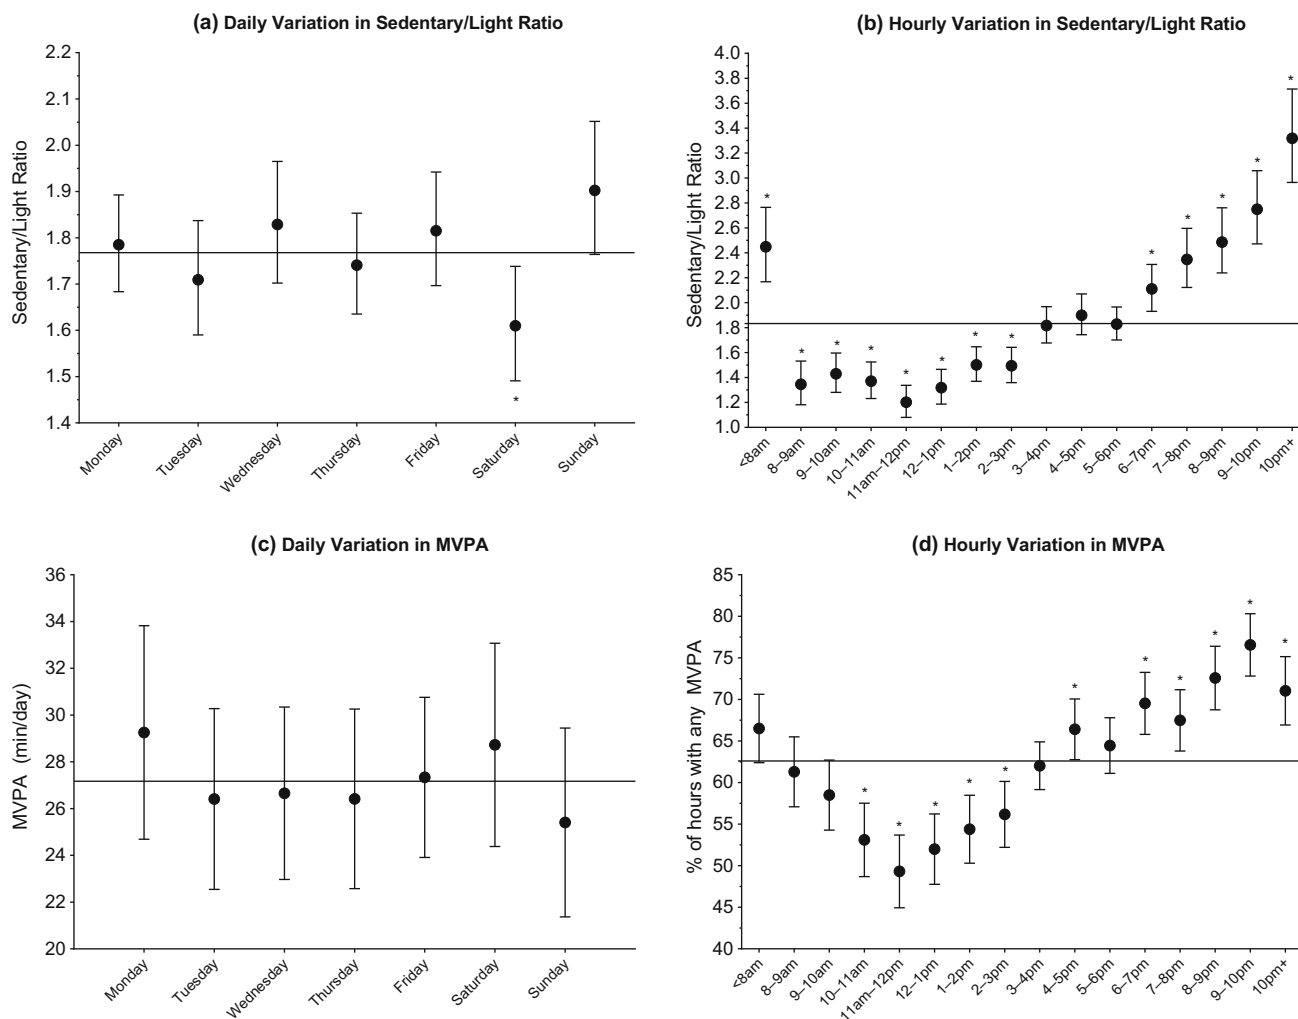 (a) Daily Variation in Sedentary/Light Ratio
Sedentary/Light Ratio
2.2
2.1
2.0
1.9
1.8
1.7
1.6
1.5
1.4
*
Monday
Tuesday
Wednesday
Thursday
Friday
Saturday
Sunday
(b) Hourly Variation in Sedentary/Light Ratio
Sedentary/Light Ratio
4.0
3.8
3.6
3.4
3.2
3.0
2.8
2.6
2.4
2.2
2.0
1.8
1.6
1.4
1.2
1.0
* * * * * * * * * * * * *
<8am
8–9am
9–10am
10–11am
11am–12pm
12–1pm
1–2pm
2–3pm
3–4pm
4–5pm
5–6pm
6–7pm
7–8pm
8–9pm
9–10pm
10pm+
(c) Daily Variation in MVPA
MVPA (min/day)
36
34
32
30
28
26
24
22
20
Monday
Tuesday
Wednesday
Thursday
Friday
Saturday
Sunday
(d) Hourly Variation in MVPA
% of hours with any MVPA
85
80
75
70
65
60
55
50
45
40
* * * * * * * * * * *
<8am
8–9am
9–10am
10–11am
11am–12pm
12–1pm
1–2pm
2–3pm
3–4pm
4–5pm
5–6pm
6–7pm
7–8pm
8–9pm
9–10pm
10pm+